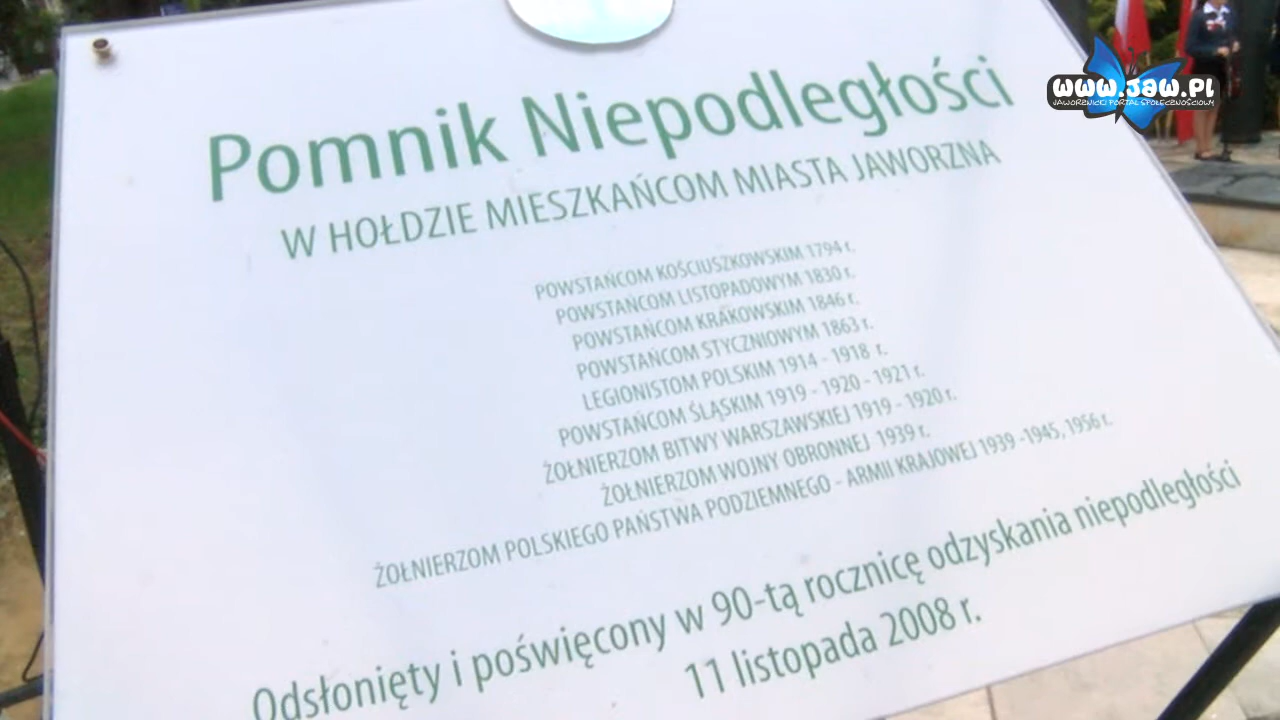 www.jaw.pl
JAWORZNICKI PORTAL SPOŁECZNOŚCIOWY
Pomnik Niepodległości
W HOŁDZIE MIESZKAŃCOM MIASTA JAWORZNA
POWSTAŃCOM KOŚCIUSZKOWSKIM 1794 r.
POWSTAŃCOM LISTOPADOWYM 1830 r.
POWSTAŃCOM KRAKOWSKIM 1846 r.
POWSTAŃCOM STYCZNIOWYM 1863 r.
LEGIONISTOM POLSKIM 1914 - 1918 r.
POWSTAŃCOM ŚLĄSKIM 1919 - 1920 - 1921 r.
ŻOŁNIERZOM BITWY WARSZAWSKIEJ 1919 - 1920 r.
ŻOŁNIERZOM WOJNY OBRONNEJ 1939 r.
ŻOŁNIERZOM POLSKIEGO PAŃSTWA PODZIEMNEGO - ARMII KRAJOWEJ 1939 -1945, 1956 r.
Odsłonięty i poświęcony w 90-tą rocznicę odzyskania niepodległości
11 listopada 2008 r.